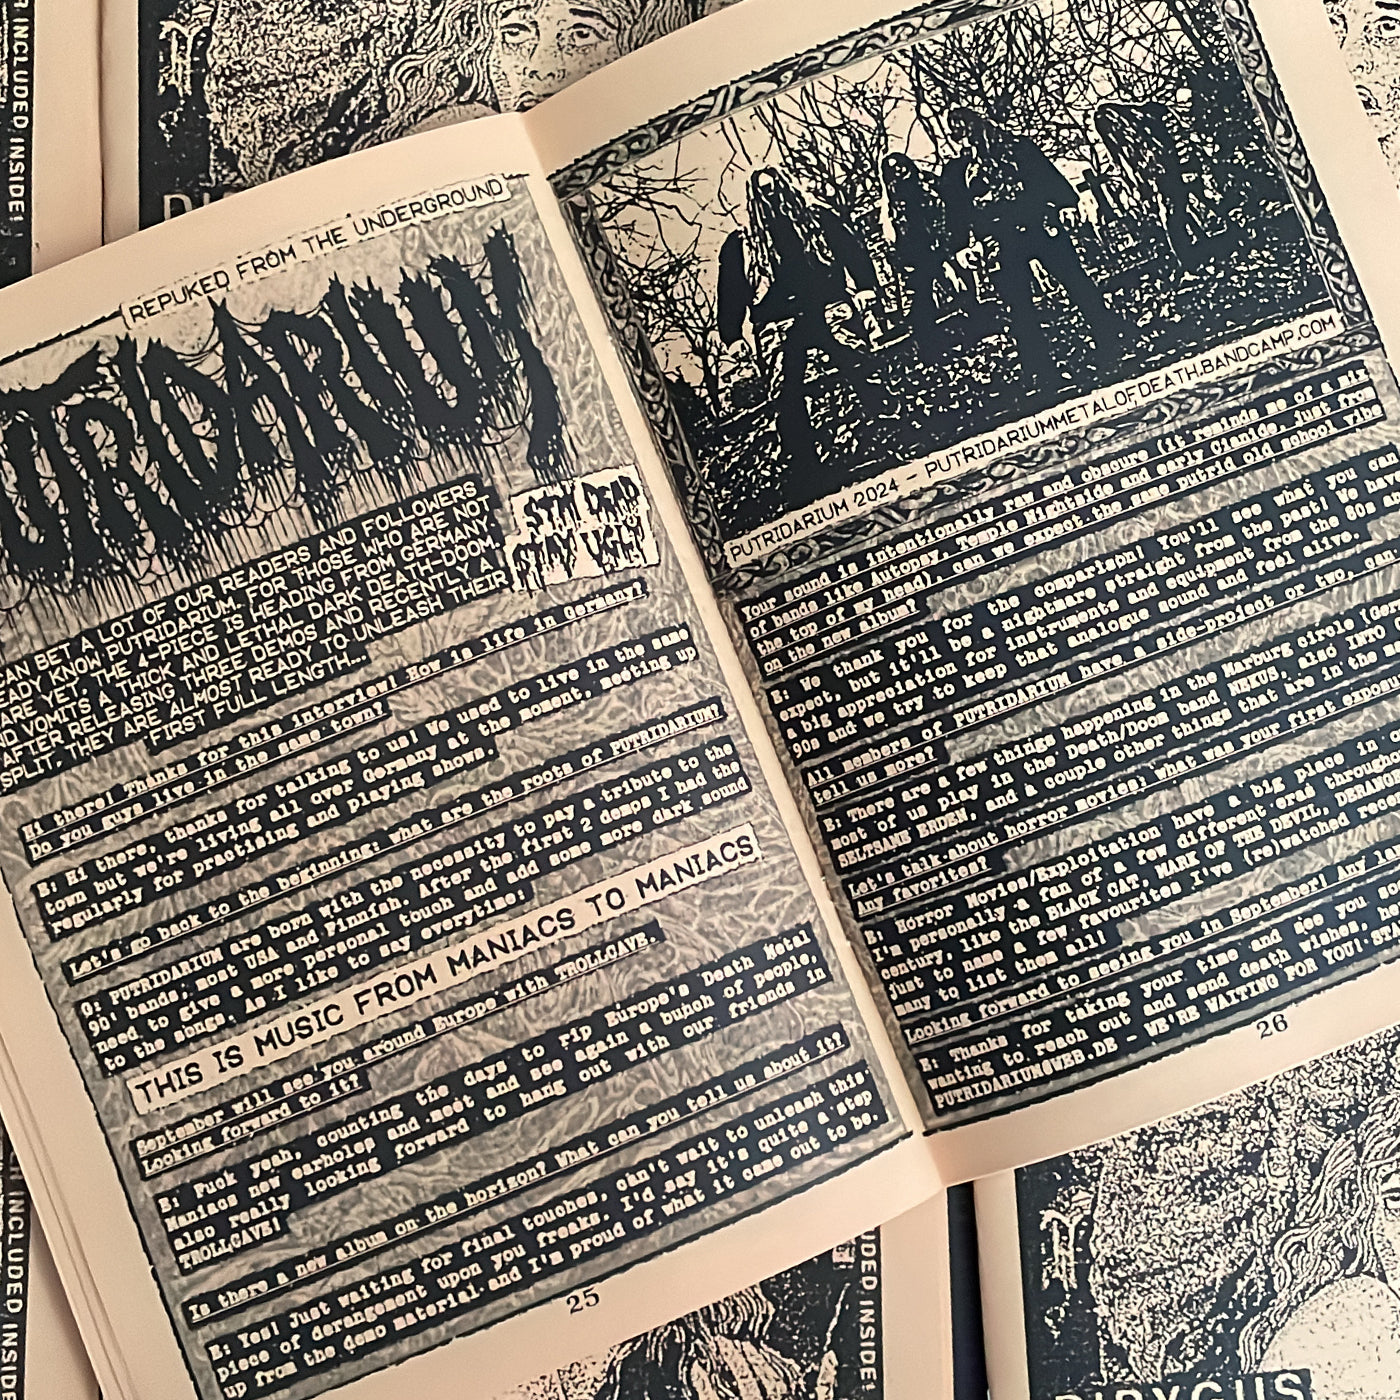 REPUKED FROM THE UNDERGROUND
UTRIDARIUM
STAY DEAD
STAY UGLY
AN BET A LOT OF OUR READERS AND FOLLOWERS
EADY KNOW PUTRIDARIUM. FOR THOSE WHO ARE NOT
ARE YET, THE 4-PIECE IS HEADING FROM GERMANY
ND VOMITS A THICK AND LETHAL DARK DEATH-DOOM.
AFTER RELEASING THREE DEMOS AND RECENTLY A
SPLIT, THEY ARE ALMOST READY TO UNLEASH THEIR
FIRST FULL LENGTH...
Hi there! Thanks for this interview! How is life in Germany?
Do you guys live in the same town?
E: Hi there, thanks for talking to us! We used to live in the same
town but we're living all over Germany at the moment, meeting up
regularly for practising and playing shows.
Let's go back to the beginning; what are the roots of PUTRIDARIUM?
O: PUTRIDARIUM are born with the necessity to pay a tribute to the
90' bands; most USA and Finnish. After the first 2 demos I had the
need to give a more personal touch and add some more dark sound
to the songs. As I like to say everytime;
THIS IS MUSIC FROM MANIACS TO MANIACS
September will see you around Europe with TROLLCAVE.
Looking forward to it?
E: Fuck yeah, counting the days to rip Europe's Death Metal
Maniacs new earholes and meet and see again a bunch of people,
also really looking forward to hang out with our friends in
TROLLCAVE!
Is there a new album on the horizon? What can you tell us about it?
E: Yes! Just waiting for final touches, can't wait to unleash this
piece of derangement upon you freaks. I'd say it's quite a step
up from the demo material and I'm proud of what it came out to be.
25
PUTRIDARIUM 2024 - PUTRIDARIUMMETALOFDEATH.BANDCAMP.COM
Your sound is intentionally raw and obscure (it reminds me of a mix
of bands like Autopsy, Temple Nightside and early Cianide, just from
the top of my head), can we expect the same putrid old school vibe
on the new album?
E: We thank you for the comparison! You'll see what you can
expect, but it'll be a nightmare straight from the past! We have
a big appreciation for instruments and equipment from the 80s
90s and we try to keep that analogue sound and feel alive.
All members of PUTRIDARIUM have a side-project or two,
tell us more?
E: There are a few things happening in the Marburg circle
most of us play in the Death/Doom band NEKUS, also INTO
SELTSAME ERDEN, and a couple other things that are in the
Let's talk about horror movies; what was your first
Any favorites?
E: Horror Movies/Exploitation have a big place in
I'm personally a fan of a few different eras
century, like the BLACK CAT, MARK OF THE DEVIL,
just to name a few favourites I've (re)watched
many to list them all!
Looking forward to seeing you in September! Any
E: Thanks for taking your time and see you
wanting to reach out and send death wishes,
PUTRIDARIUM@WEB.DE - WE'RE WAITING FOR YOU!
26
INCLUDED INSIDE!
R INCLUDED INSIDE
UDED INSIDE!